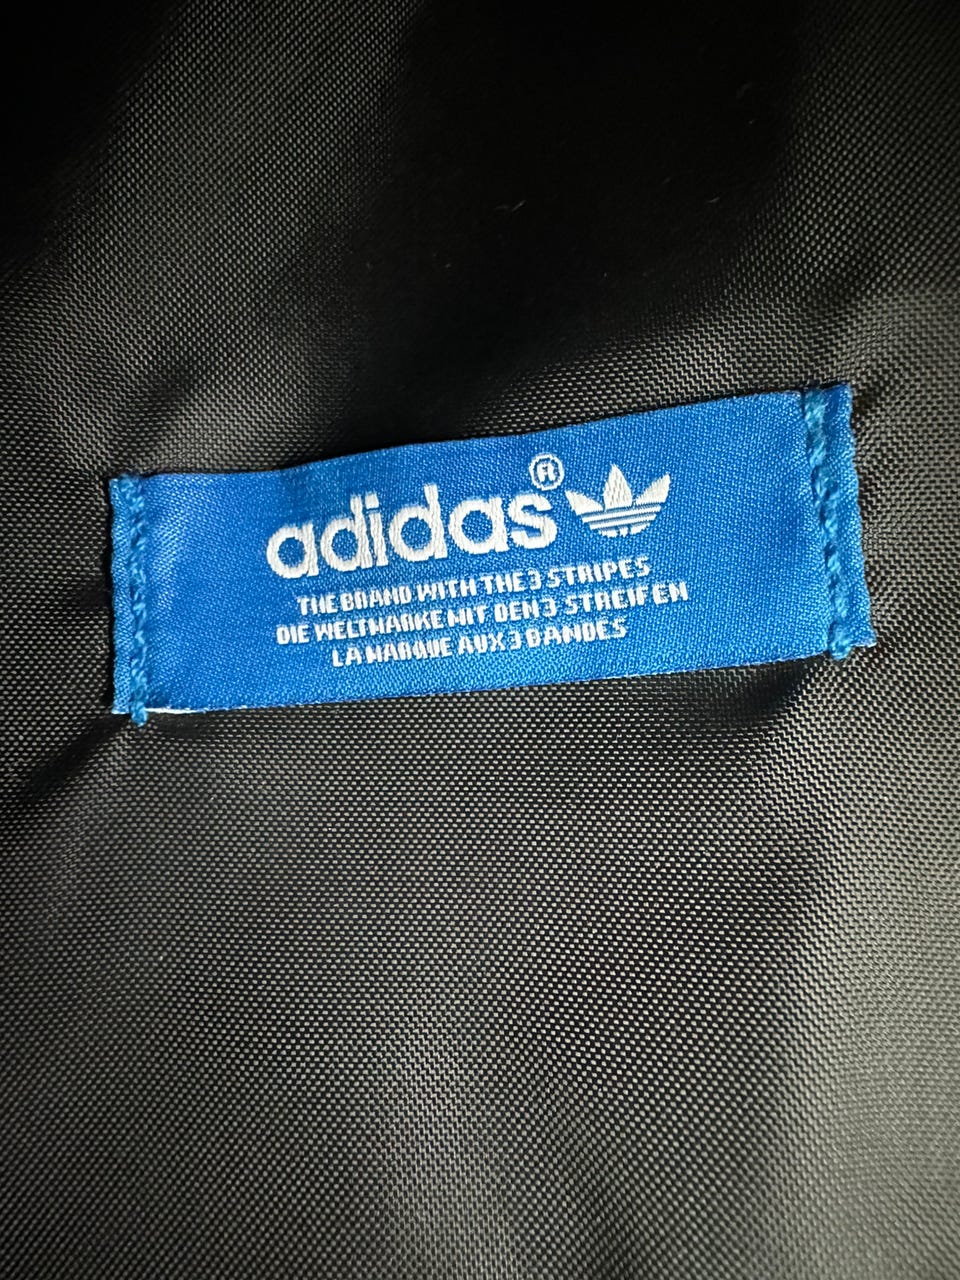 adidas®
THE BRAND WITH THE 3 STRIPES
DIE WELTMARKE MIT DEN 3 STREIFEN
LA MARQUE AUX 3 BANDES